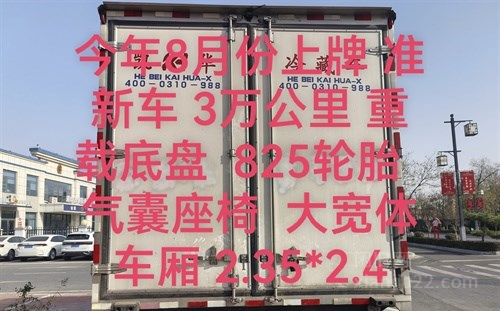 今年8月份上牌 准
新车 3万公里 重
载底盘 825轮胎
气囊座椅 大宽体
车厢 2.35*2.4
凯 华
冷藏车
HE BEI KAI HUA-X
HE BEI KAI HUA-X
400-0310-988
400-0310-988